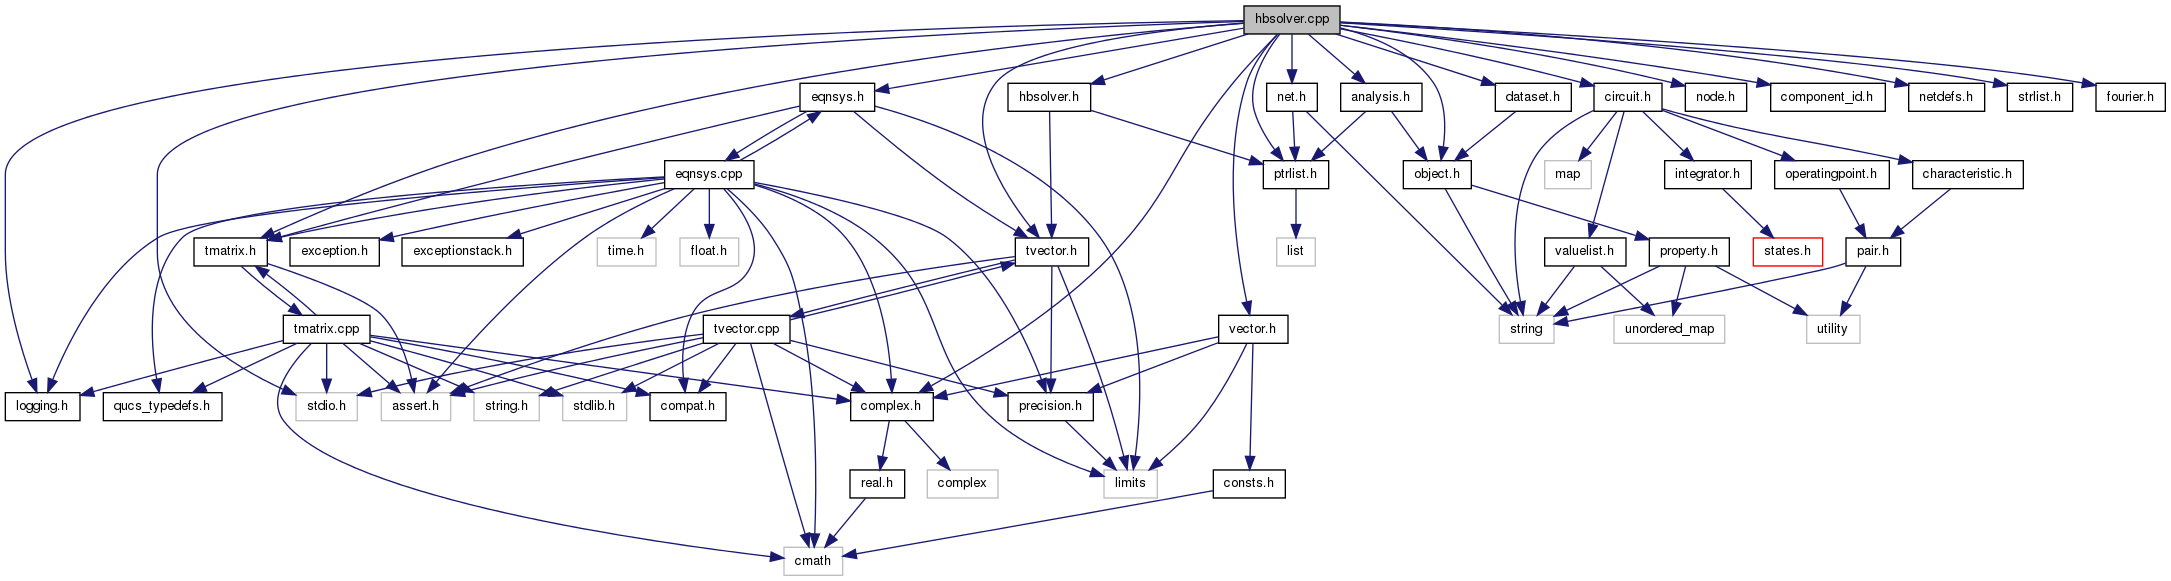 hbsolver.cpp
eqnsys.h
hbsolver.h
net.h
analysis.h
dataset.h
circuit.h
node.h
component_id.h
netdefs.h
strlist.h
fourier.h
eqnsys.cpp
ptrlist.h
object.h
map
integrator.h
operatingpoint.h
characteristic.h
tmatrix.h
exception.h
exceptionstack.h
time.h
float.h
tvector.h
list
valuelist.h
property.h
states.h
pair.h
tmatrix.cpp
tvector.cpp
vector.h
string
unordered_map
utility
logging.h
qucs_typedefs.h
stdio.h
assert.h
string.h
stdlib.h
compat.h
complex.h
precision.h
real.h
complex
limits
consts.h
cmath